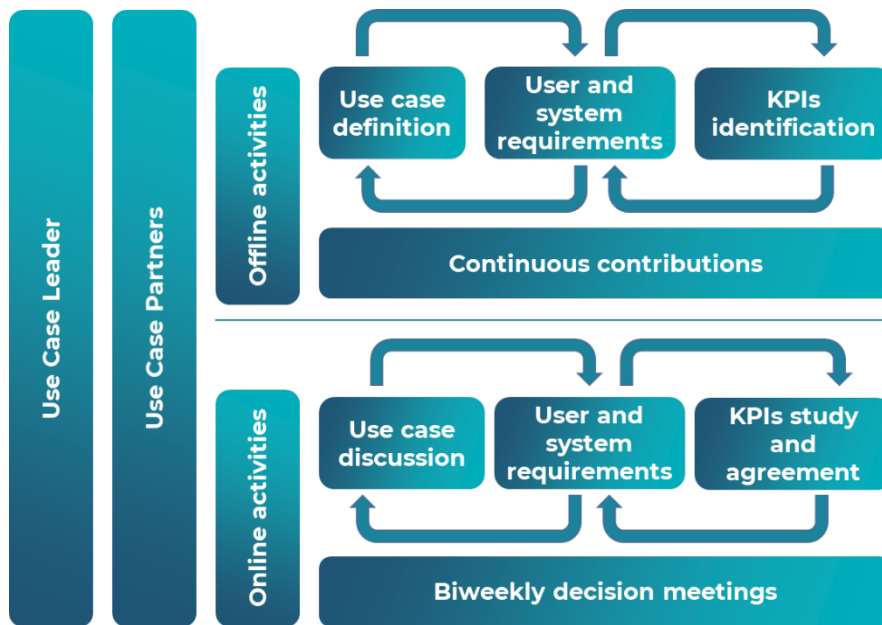 Use Case Leader
Use Case Partners
Offline activities
Use case
definition
User and
system
requirements
KPIs
identification
Continuous contributions
Online activities
Use case
discussion
User and
system
requirements
KPIs study
and
agreement
Biweekly decision meetings